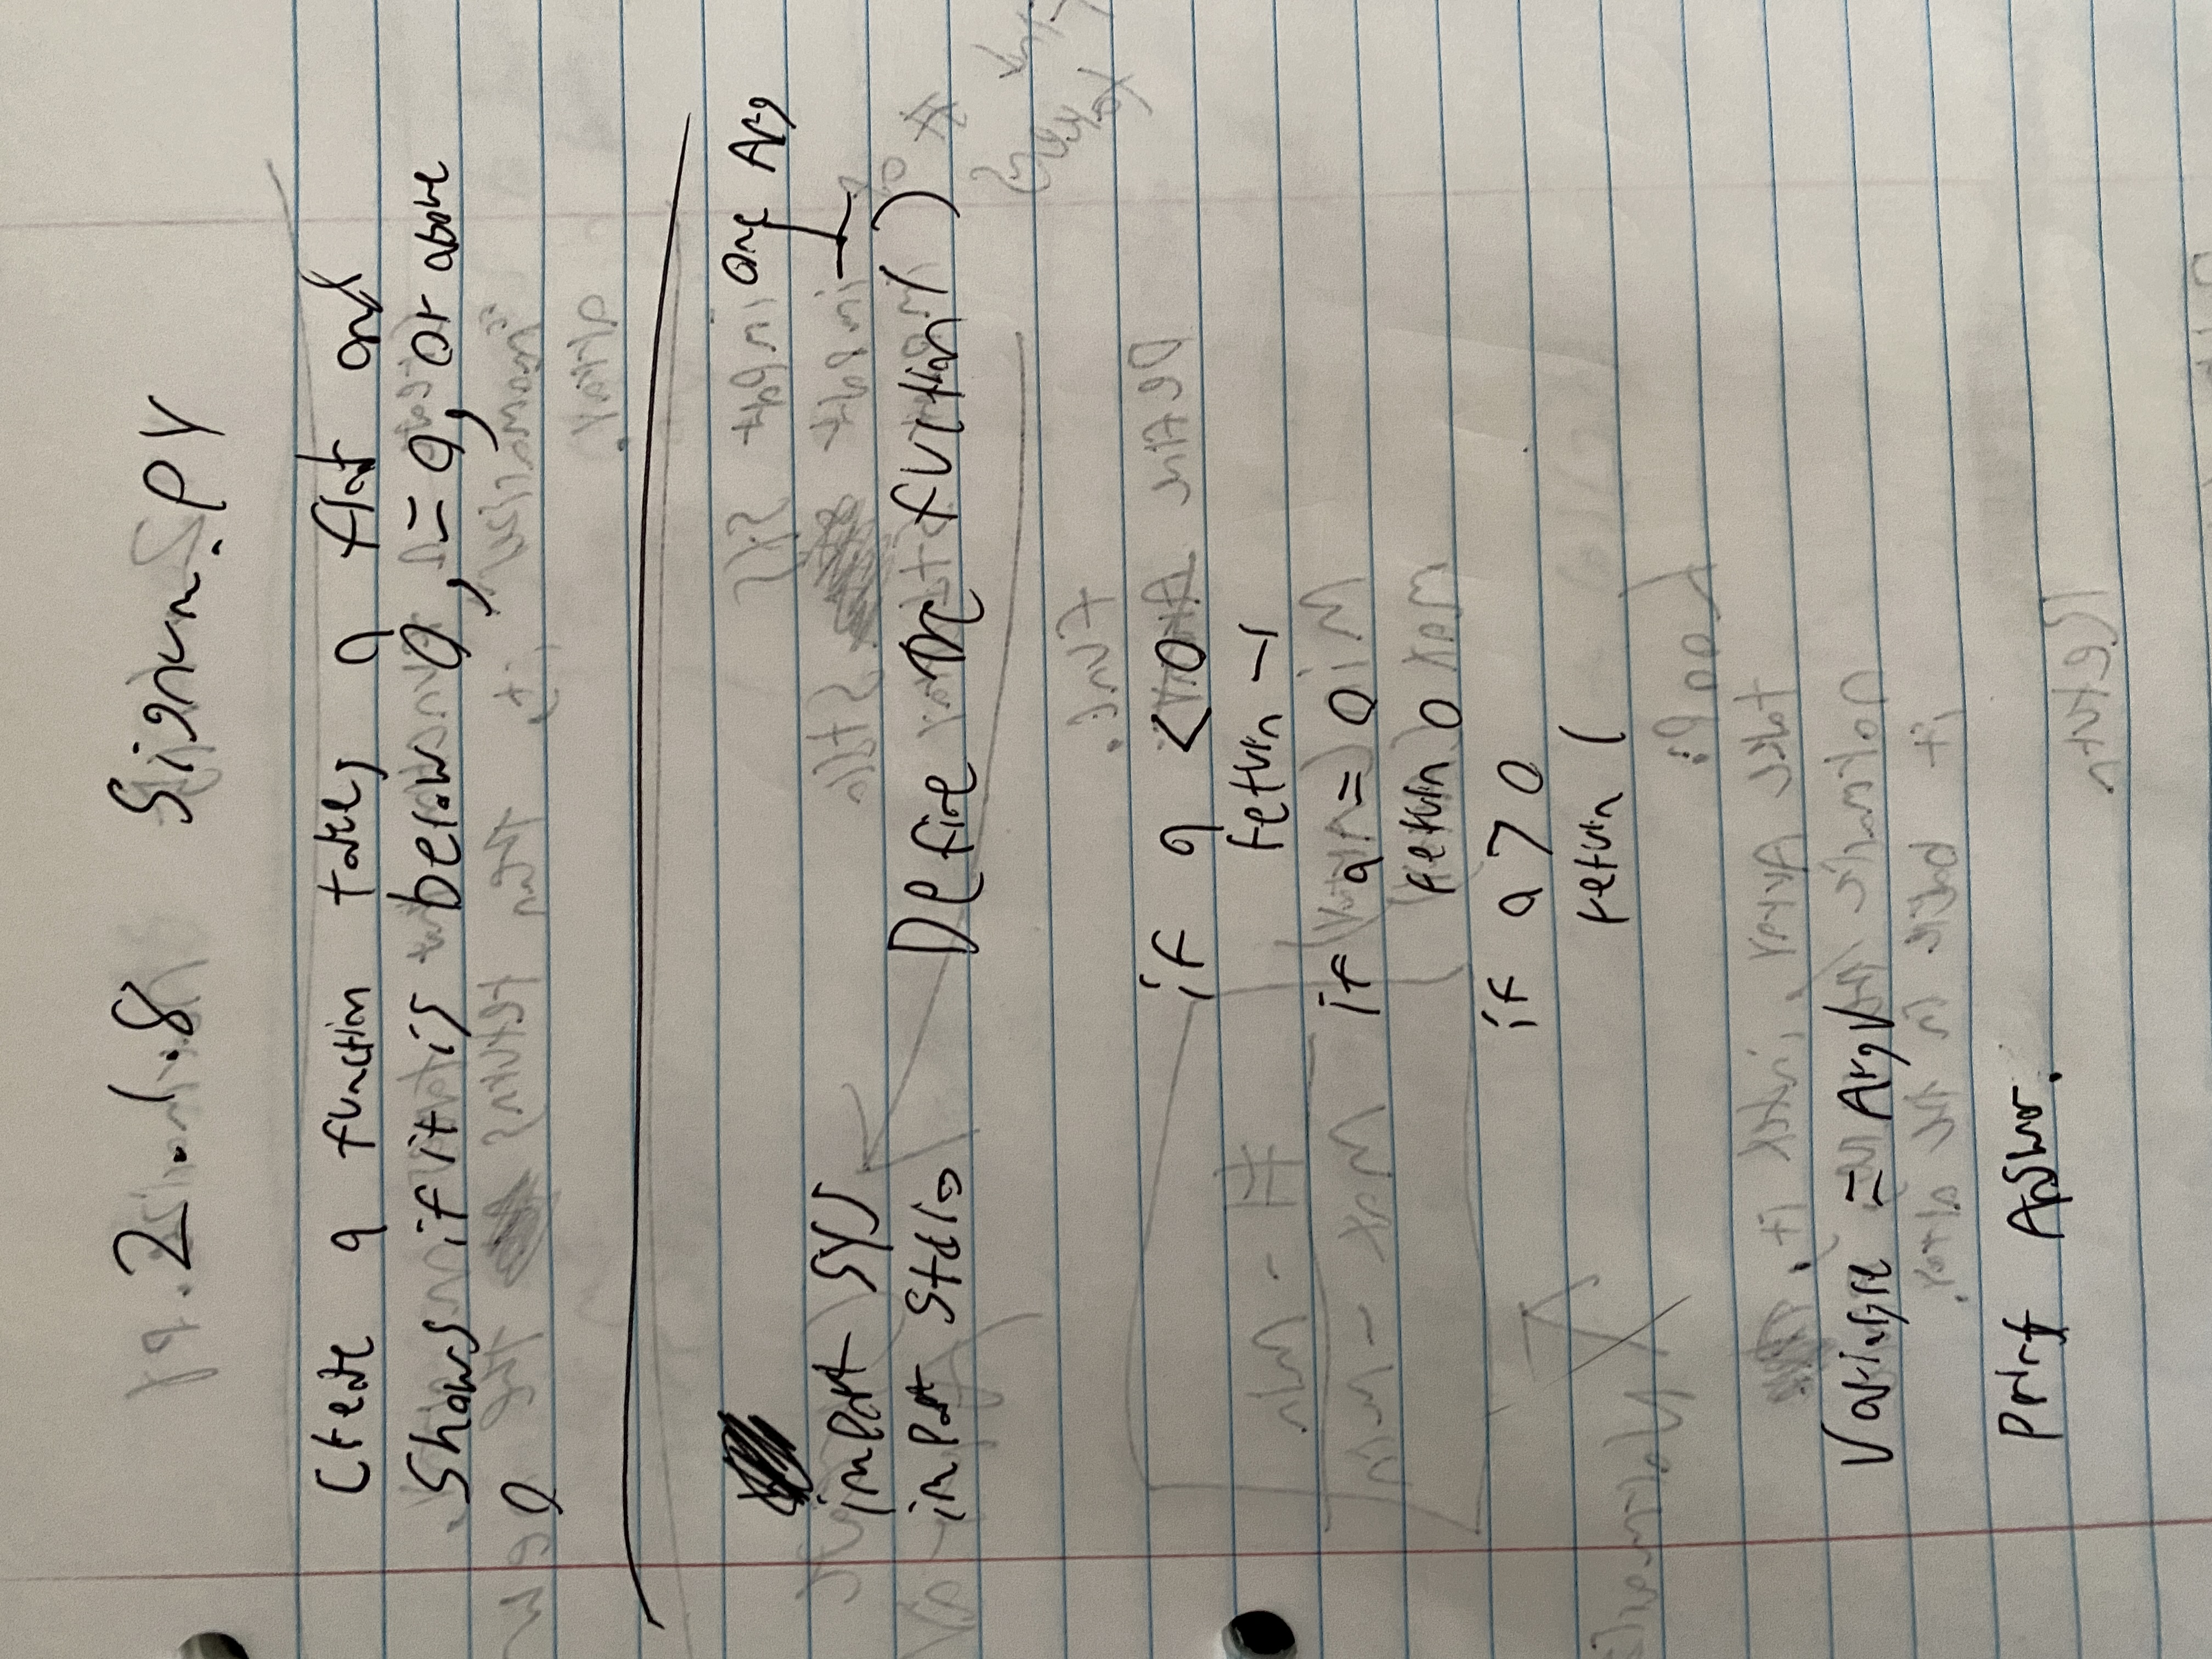 2.1.8 Signum.py
Create a function takes a float and
Shows if it is below 0, = 0, or above
0
one Arg
import sys
import stdio Define the fuction( )
if a < 0
return -1
if a = 0
return 0
if a > 0
return 1
Variable = Argv
Print Answer.